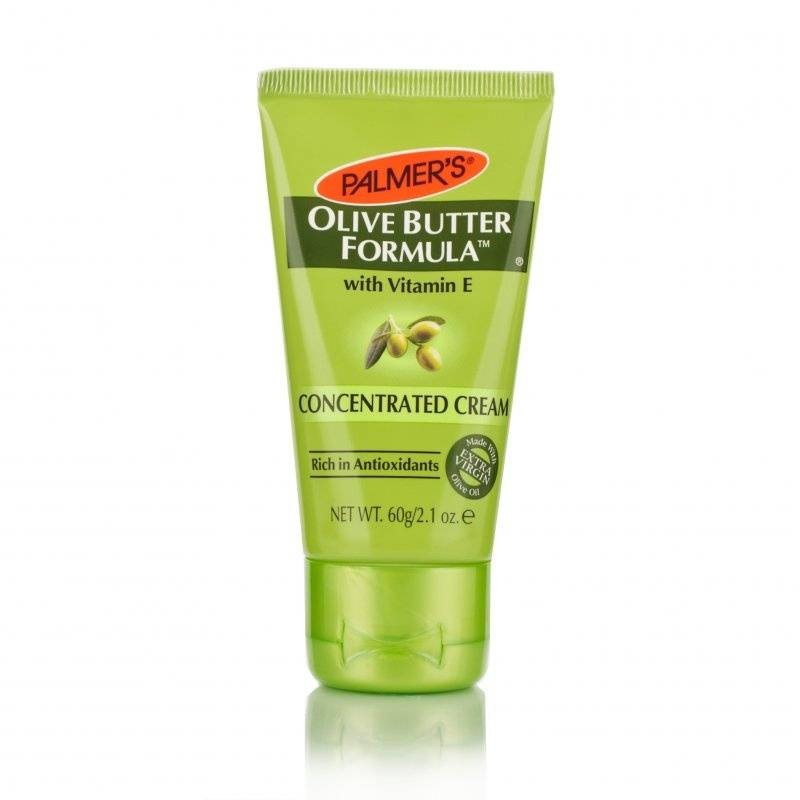 PALMER'S®
OLIVE BUTTER
FORMULA™
®
with Vitamin E
CONCENTRATED CREAM
Rich in Antioxidants
Made With
EXTRA
VIRGIN
Olive Oil
NET WT. 60g/2.1 oz. ℮